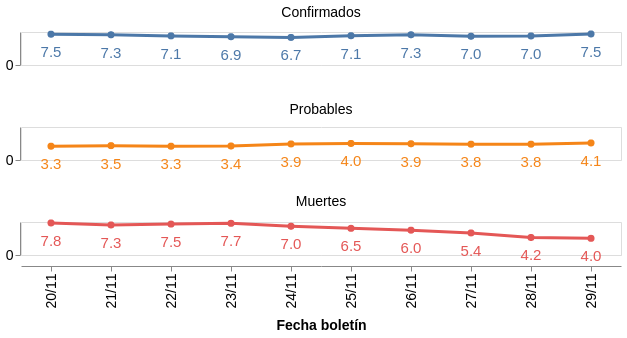 Confirmados
7.5 7.3 7.1 6.9 6.7 7.1 7.3 7.0 7.0 7.5
0
Probables
0
3.3 3.5 3.3 3.4 3.9 4.0 3.9 3.8 3.8 4.1
Muertes
7.8 7.3 7.5 7.7 7.0 6.5 6.0 5.4 4.2 4.0
0
20/11 21/11 22/11 23/11 24/11 25/11 26/11 27/11 28/11 29/11
Fecha boletín